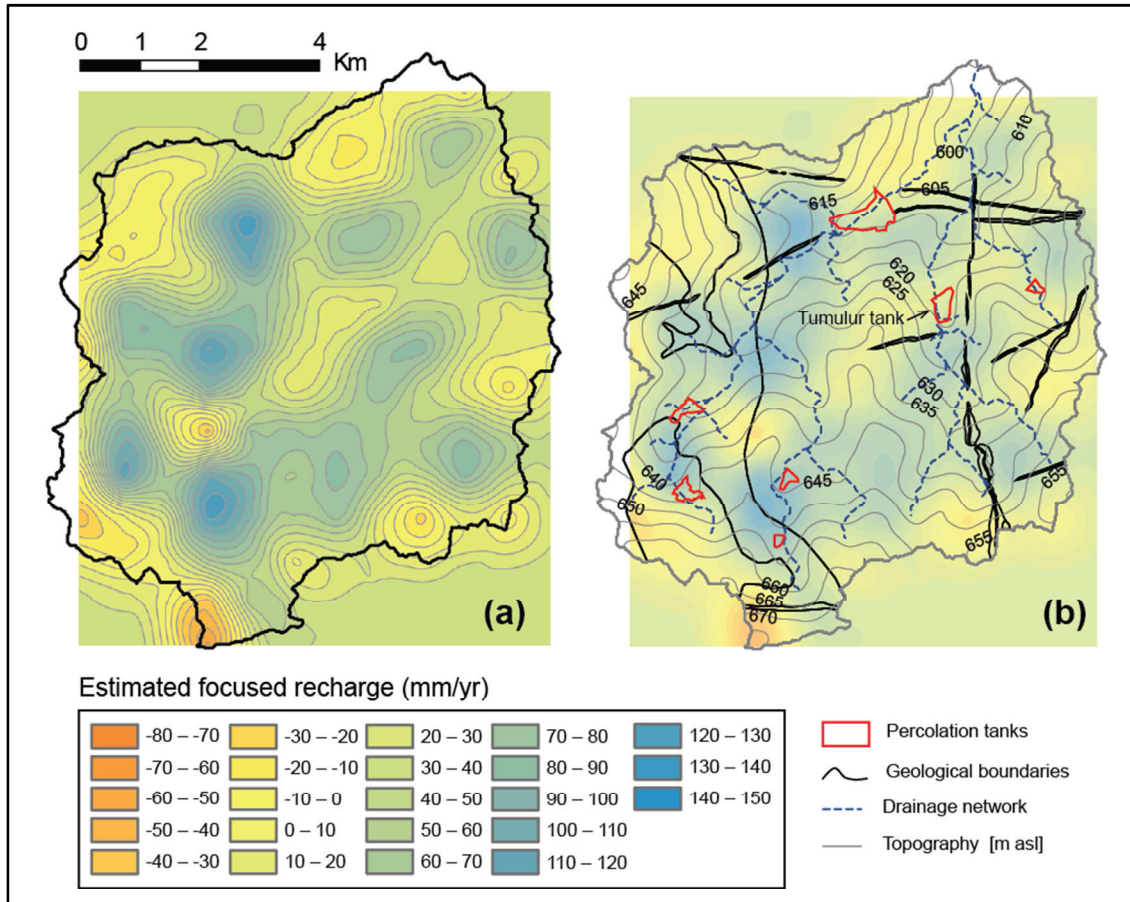 0 1 2 4
Km
610
600
605
615
620
625
645
Tumulur tank
630
635
640
645
650
655
655
660
665
670
(a)
(b)
Estimated focused recharge (mm/yr)
-80 – -70
-70 – -60
-60 – -50
-50 – -40
-40 – -30
-30 – -20
-20 – -10
-10 – 0
0 – 10
10 – 20
20 – 30
30 – 40
40 – 50
50 – 60
60 – 70
70 – 80
80 – 90
90 – 100
100 – 110
110 – 120
120 – 130
130 – 140
140 – 150
Percolation tanks
Geological boundaries
Drainage network
Topography [m asl]